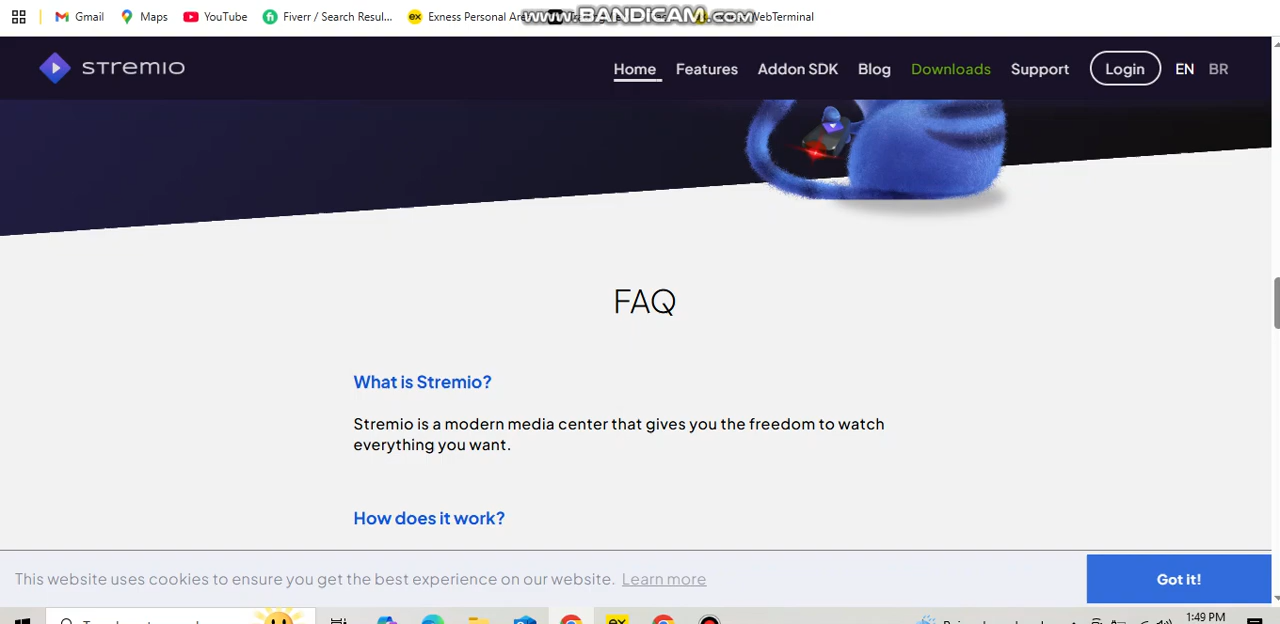 Gmail
Maps
YouTube
Fiverr / Search Resul...
Exness Personal Are
www.BANDICAM.com
WebTerminal
STREMIO
Home
Features
Addon SDK
Blog
Downloads
Support
Login
EN
BR
FAQ
What is Stremio?
Stremio is a modern media center that gives you the freedom to watch
everything you want.
How does it work?
This website uses cookies to ensure you get the best experience on our website. Learn more
Got it!
1:49 PM